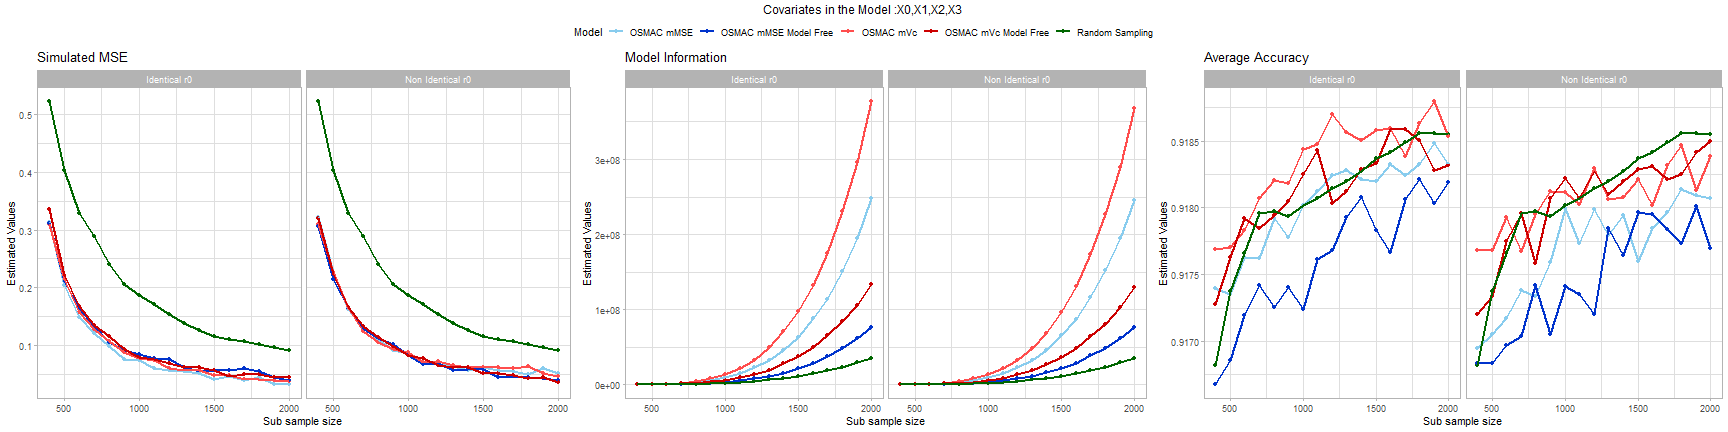 Covariates in the Model :X0,X1,X2,X3
Model OSMAC mMSE OSMAC mMSE Model Free OSMAC mVc OSMAC mVc Model Free Random Sampling
Simulated MSE
Identical r0 Non Identical r0
Estimated Values
0.5
0.4
0.3
0.2
0.1
500 1000 1500 2000 500 1000 1500 2000
Sub sample size
Model Information
Identical r0 Non Identical r0
Estimated Values
3e+08
2e+08
1e+08
0e+00
500 1000 1500 2000 500 1000 1500 2000
Sub sample size
Average Accuracy
Identical r0 Non Identical r0
Estimated Values
0.9185
0.9180
0.9175
0.9170
500 1000 1500 2000 500 1000 1500 2000
Sub sample size